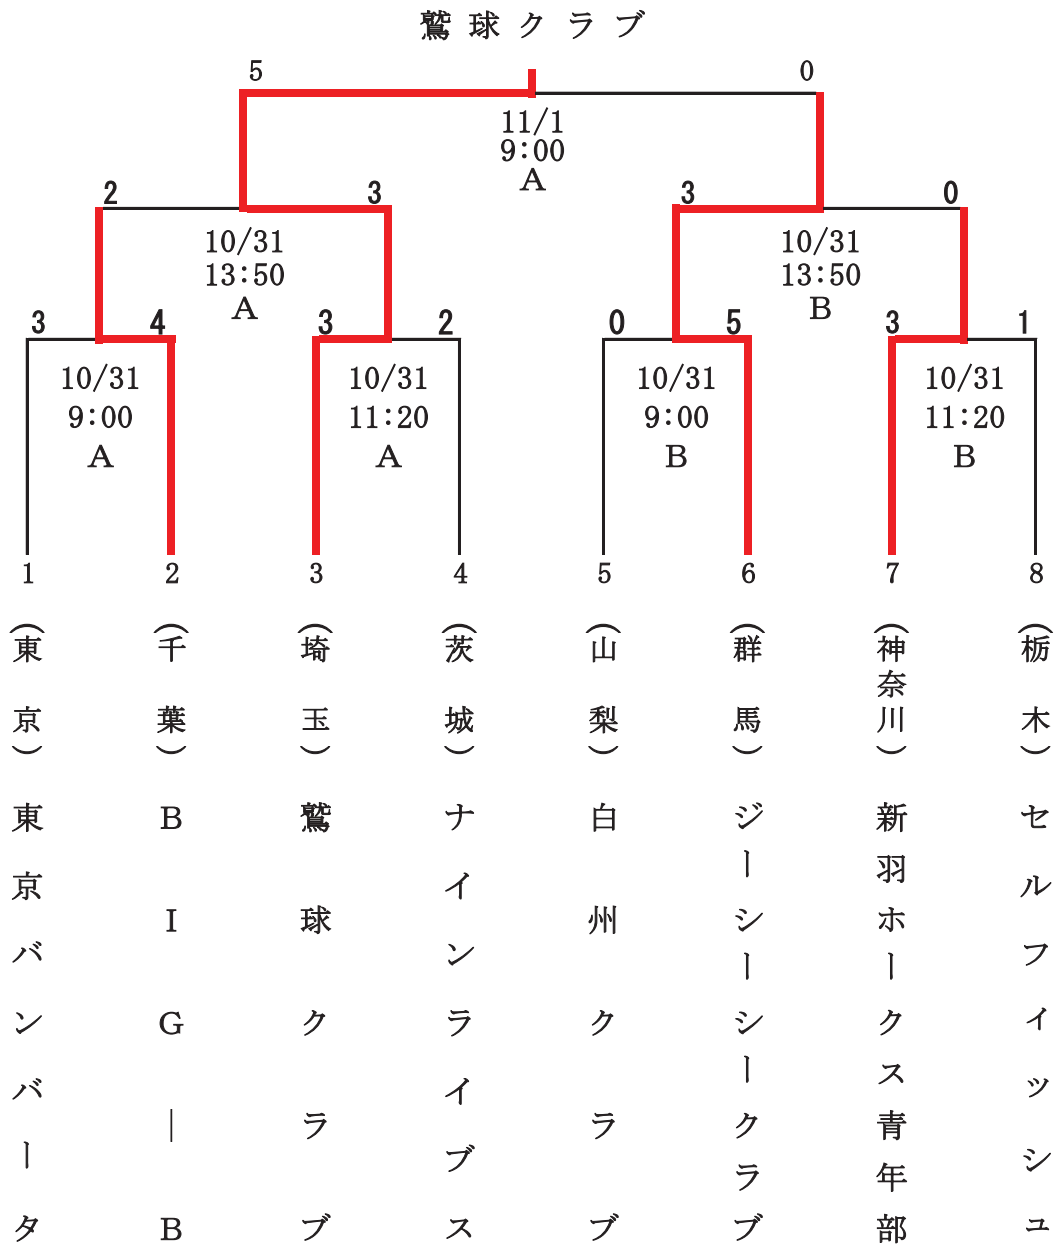 鷲球クラブ
5 0
11/1
9:00
A
2 3 3 0
10/31 10/31
13:50 13:50
A B
3 4 3 2 0 5 3 1
10/31 10/31 10/31 10/31
9:00 11:20 9:00 11:20
A A B B
1 2 3 4 5 6 7 8
（東京）東京バンバータ
（千葉）BIG－B
（埼玉）鷲球クラブ
（茨城）ナインライブス
（山梨）白州クラブ
（群馬）ジーシーシークラブ
（神奈川）新羽ホークス青年部
（栃木）セルフィッシュ